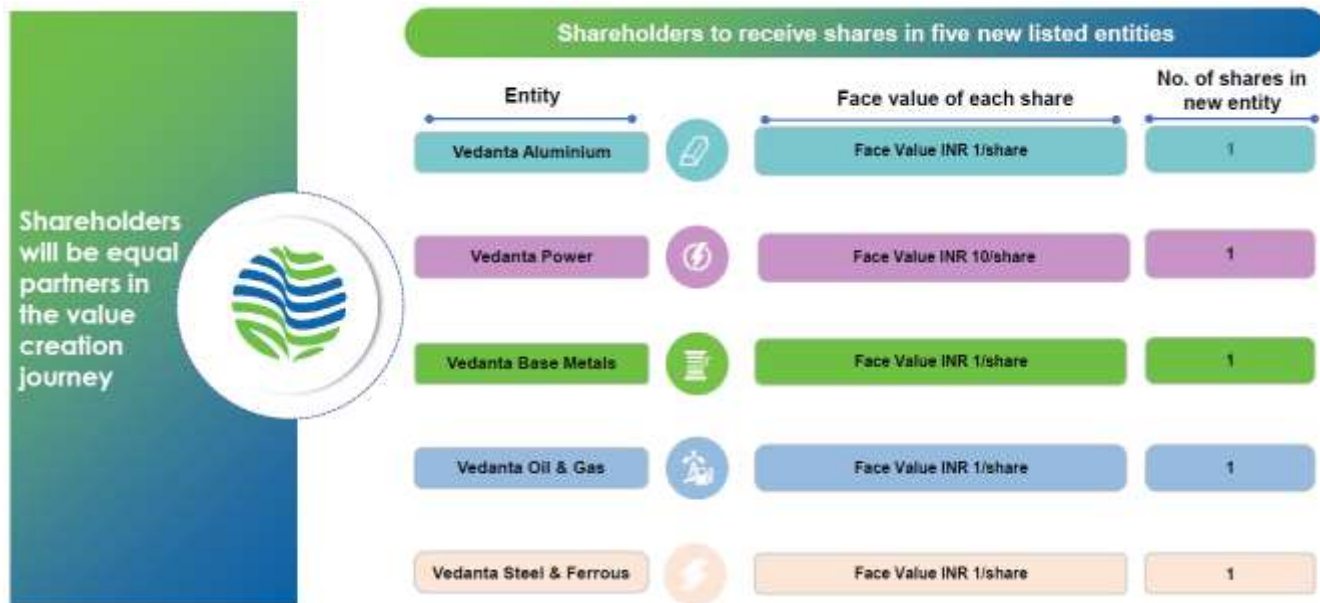 Shareholders to receive shares in five new listed entities
Shareholders
will be equal
partners in
the value
creation
journey
Entity
Face value of each share
No. of shares in
new entity
Vedanta Aluminium
Face Value INR 1/share
1
Vedanta Power
Face Value INR 10/share
1
Vedanta Base Metals
Face Value INR 1/share
1
Vedanta Oil & Gas
Face Value INR 1/share
1
Vedanta Steel & Ferrous
Face Value INR 1/share
1